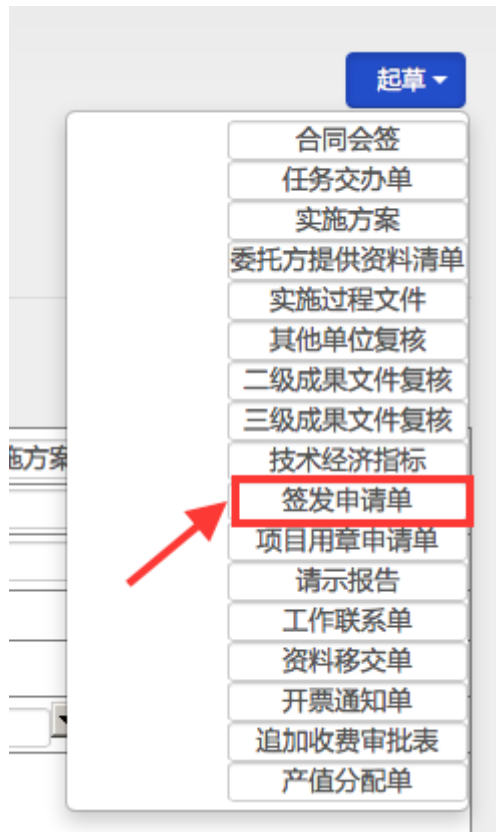 起草
合同会签
任务交办单
实施方案
委托方提供资料清单
实施过程文件
其他单位复核
二级成果文件复核
三级成果文件复核
施方案
技术经济指标
签发申请单
项目用章申请单
请示报告
工作联系单
资料移交单
开票通知单
追加收费审批表
产值分配单